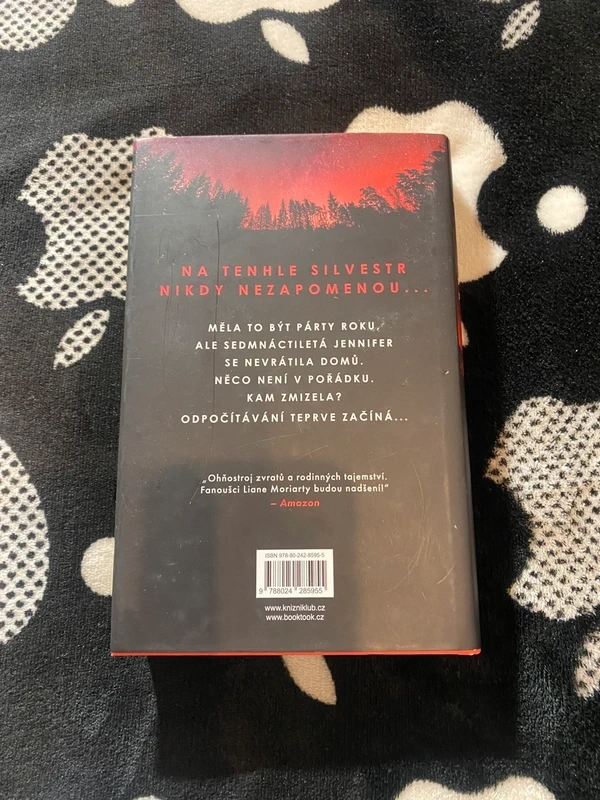 NA TENHLE SILVESTR
NIKDY NEZAPOMENOU...
MĚLA TO BÝT PÁRTY ROKU,
ALE SEDMNÁCTILETÁ JENNIFER
SE NEVRÁTILA DOMŮ.
NĚCO NENÍ V POŘÁDKU.
KAM ZMIZELA?
ODPOČÍTÁVÁNÍ TEPRVE ZAČÍNÁ...
„Ohňostroj zvratů a rodinných tajemství.
Fanoušci Liane Moriarty budou nadšení!“
– Amazon
ISBN 978-80-242-8595-5
9 788024 285955
www.knizniklub.cz
www.booktook.cz